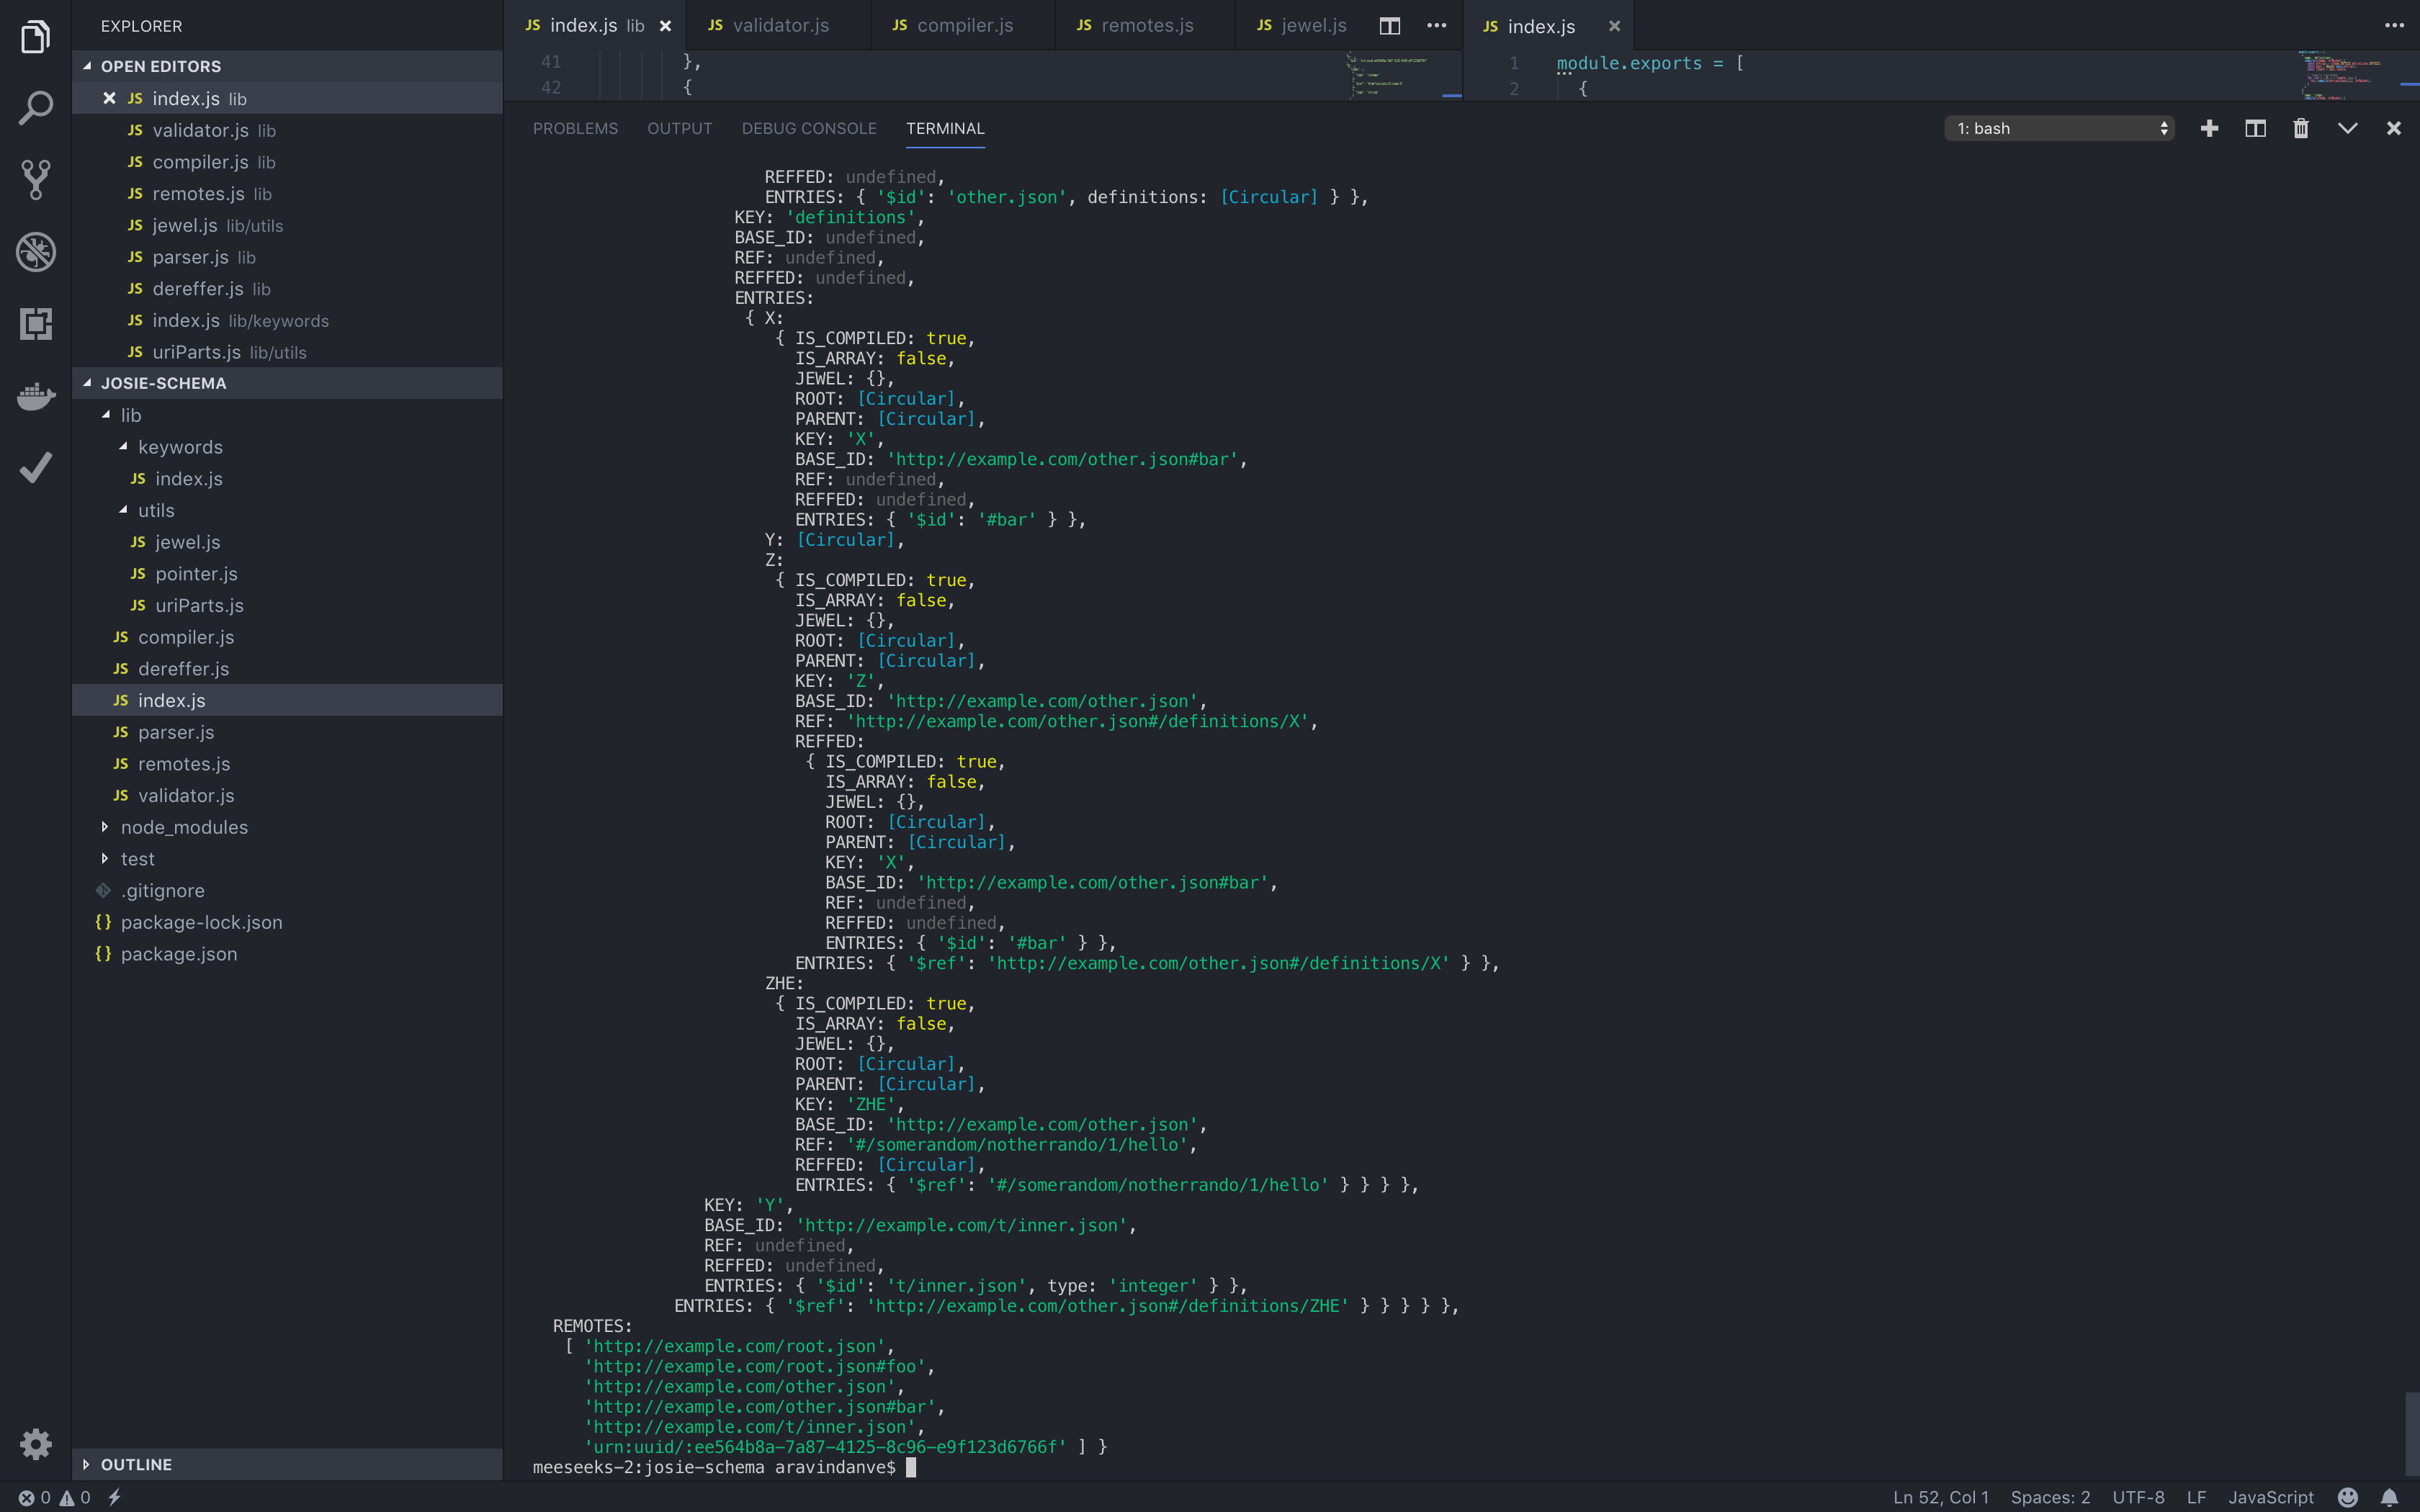 EXPLORER
OPEN EDITORS
JS index.js lib
JS validator.js lib
JS compiler.js lib
JS remotes.js lib
JS jewel.js lib/utils
JS parser.js lib
JS dereffer.js lib
JS index.js lib/keywords
JS uriParts.js lib/utils
JOSIE-SCHEMA
lib
keywords
JS index.js
utils
JS jewel.js
JS pointer.js
JS uriParts.js
JS compiler.js
JS dereffer.js
JS index.js
JS parser.js
JS remotes.js
JS validator.js
node_modules
test
.gitignore
{} package-lock.json
{} package.json
OUTLINE
JS index.js lib JS validator.js JS compiler.js JS remotes.js JS jewel.js
41 },
42 {
JS index.js
1 module.exports = [
2 {
PROBLEMS OUTPUT DEBUG CONSOLE TERMINAL 1: bash
REFFED: undefined,
ENTRIES: { '$id': 'other.json', definitions: [Circular] } },
KEY: 'definitions',
BASE_ID: undefined,
REF: undefined,
REFFED: undefined,
ENTRIES:
{ X:
{ IS_COMPILED: true,
IS_ARRAY: false,
JEWEL: {},
ROOT: [Circular],
PARENT: [Circular],
KEY: 'X',
BASE_ID: 'http://example.com/other.json#bar',
REF: undefined,
REFFED: undefined,
ENTRIES: { '$id': '#bar' } },
Y: [Circular],
Z:
{ IS_COMPILED: true,
IS_ARRAY: false,
JEWEL: {},
ROOT: [Circular],
PARENT: [Circular],
KEY: 'Z',
BASE_ID: 'http://example.com/other.json',
REF: 'http://example.com/other.json#/definitions/X',
REFFED:
{ IS_COMPILED: true,
IS_ARRAY: false,
JEWEL: {},
ROOT: [Circular],
PARENT: [Circular],
KEY: 'X',
BASE_ID: 'http://example.com/other.json#bar',
REF: undefined,
REFFED: undefined,
ENTRIES: { '$id': '#bar' } },
ENTRIES: { '$ref': 'http://example.com/other.json#/definitions/X' } },
ZHE:
{ IS_COMPILED: true,
IS_ARRAY: false,
JEWEL: {},
ROOT: [Circular],
PARENT: [Circular],
KEY: 'ZHE',
BASE_ID: 'http://example.com/other.json',
REF: '#/somerandom/notherrando/1/hello',
REFFED: [Circular],
ENTRIES: { '$ref': '#/somerandom/notherrando/1/hello' } } } },
KEY: 'Y',
BASE_ID: 'http://example.com/t/inner.json',
REF: undefined,
REFFED: undefined,
ENTRIES: { '$id': 't/inner.json', type: 'integer' } },
ENTRIES: { '$ref': 'http://example.com/other.json#/definitions/ZHE' } } } } },
REMOTES:
[ 'http://example.com/root.json',
'http://example.com/root.json#foo',
'http://example.com/other.json',
'http://example.com/other.json#bar',
'http://example.com/t/inner.json',
'urn:uuid/:ee564b8a-7a87-4125-8c96-e9f123d6766f' ] }
meeseeks-2:josie-schema aravindanve$
0 0 Ln 52, Col 1 Spaces: 2 UTF-8 LF JavaScript